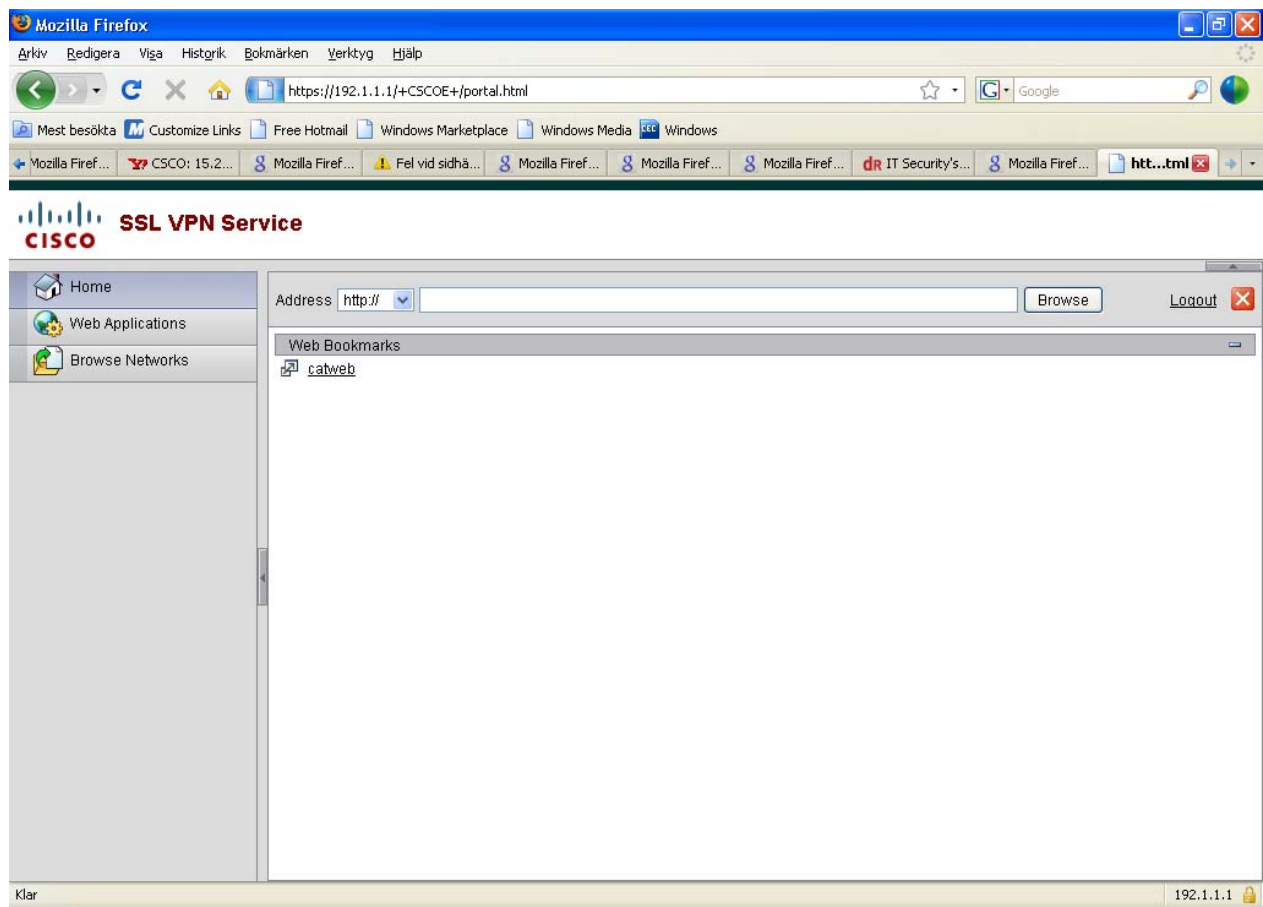 Mozilla Firefox
Arkiv Redigera Visa Historik Bokmärken Verktyg Hjälp
https://192.1.1.1/+CSCOE+/portal.html
G Google
Mest besökta Customize Links Free Hotmail Windows Marketplace Windows Media Windows
Mozilla Firef... CSCO: 15.2... Mozilla Firef... Fel vid sidhä... Mozilla Firef... Mozilla Firef... Mozilla Firef... dR IT Security's... Mozilla Firef... htt...tml
CISCO SSL VPN Service
Home
Web Applications
Browse Networks
Address http:// Browse Logout
Web Bookmarks
catweb
Klar 192.1.1.1